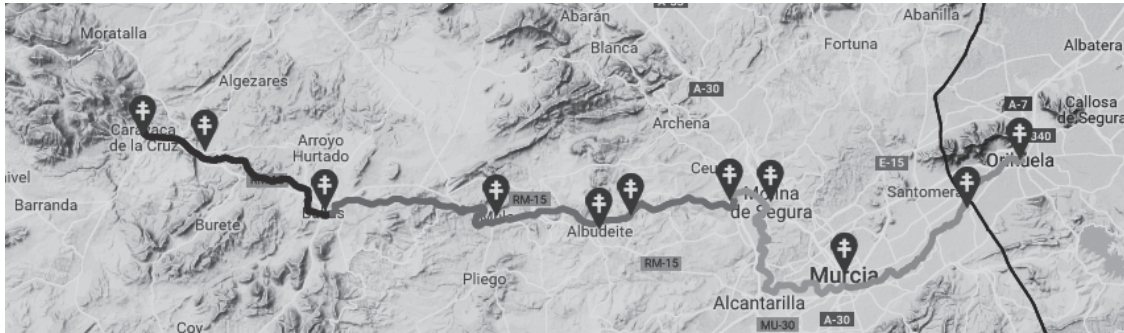 Moratalla
Algezares
Caravaca
de la Cruz
Arroyo
Hurtado
Barranda
Burete
Coy
Abarán
A-33
Blanca
A-30
Archena
RM-15
Albudeite
RM-15
Pliego
Molina
de Segura
Murcia
Alcantarilla
MU-30
A-30
Fortuna
Abanilla
Albatera
A-7
Callosa
de Segura
340
Orihuela
E-15
Santomera